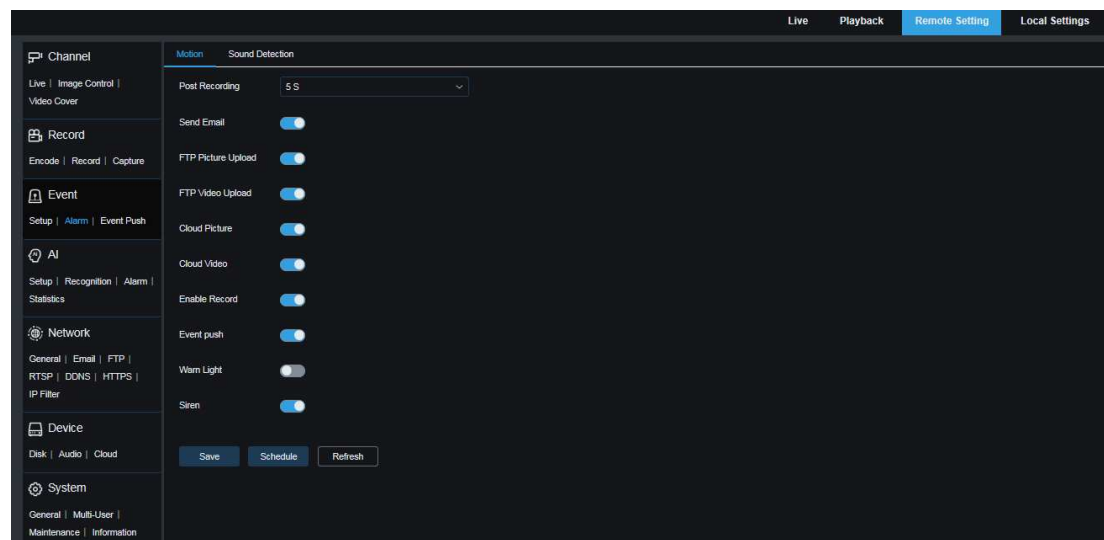 Live Playback Remote Setting Local Settings
Channel
Live | Image Control |
Video Cover
Record
Encode | Record | Capture
Event
Setup | Alarm | Event Push
AI
Setup | Recognition | Alarm |
Statistics
Network
General | Email | FTP |
RTSP | DDNS | HTTPS |
IP Filter
Device
Disk | Audio | Cloud
System
General | Multi-User |
Maintenance | Information
Motion Sound Detection
Post Recording 5 S
Send Email
FTP Picture Upload
FTP Video Upload
Cloud Picture
Cloud Video
Enable Record
Event push
Warn Light
Siren
Save Schedule Refresh